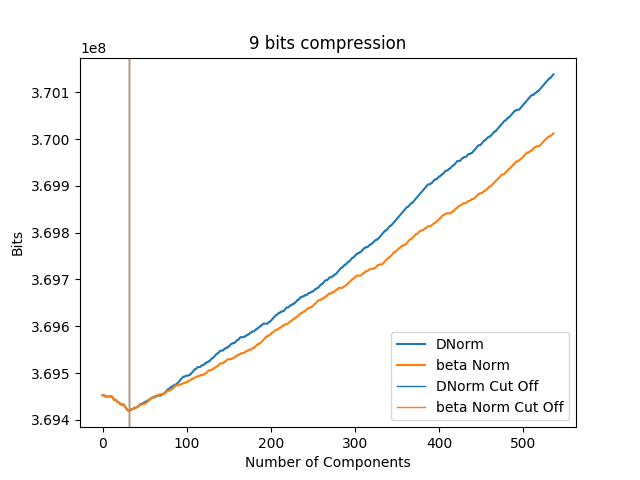 9 bits compression
1e8
3.701
3.700
3.699
3.698
3.697
3.696
3.695
3.694
Bits
0 100 200 300 400 500
Number of Components
DNorm
beta Norm
DNorm Cut Off
beta Norm Cut Off